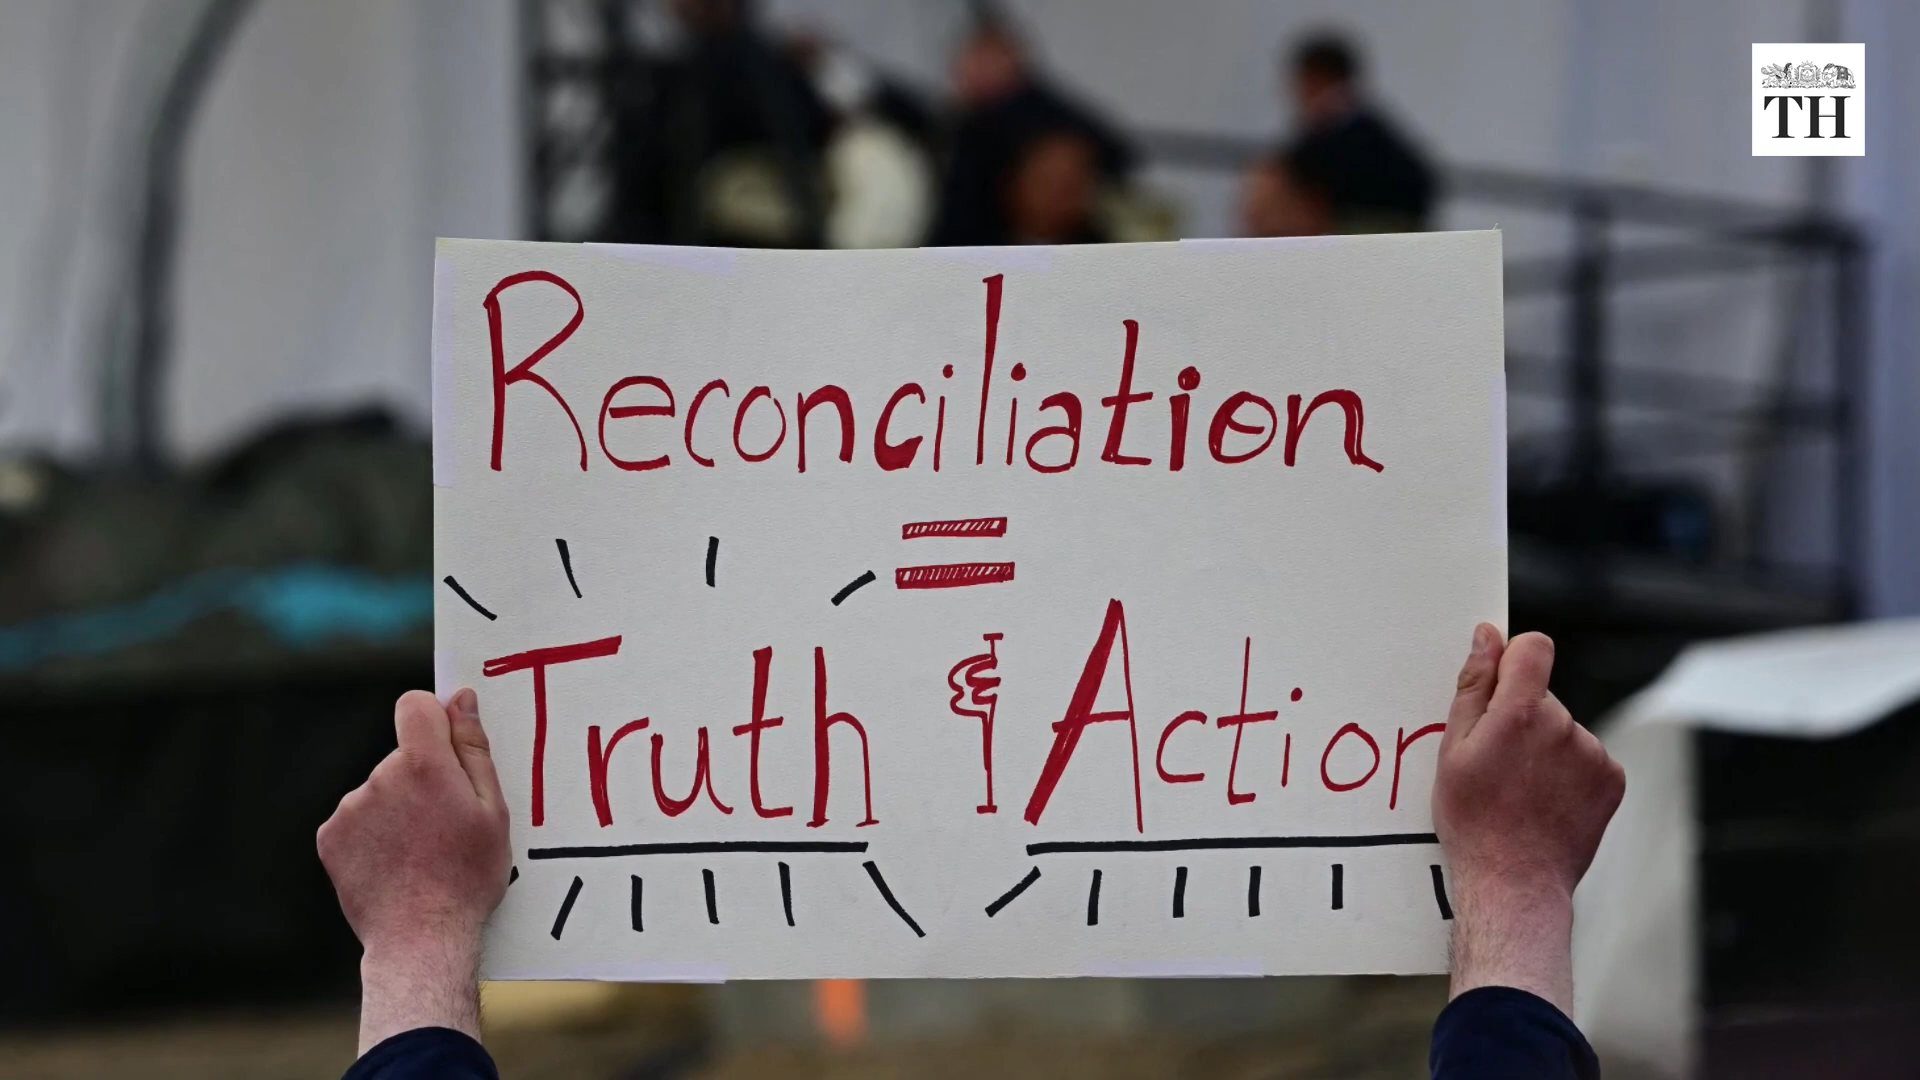 TH
Reconciliation
=
Truth & Action